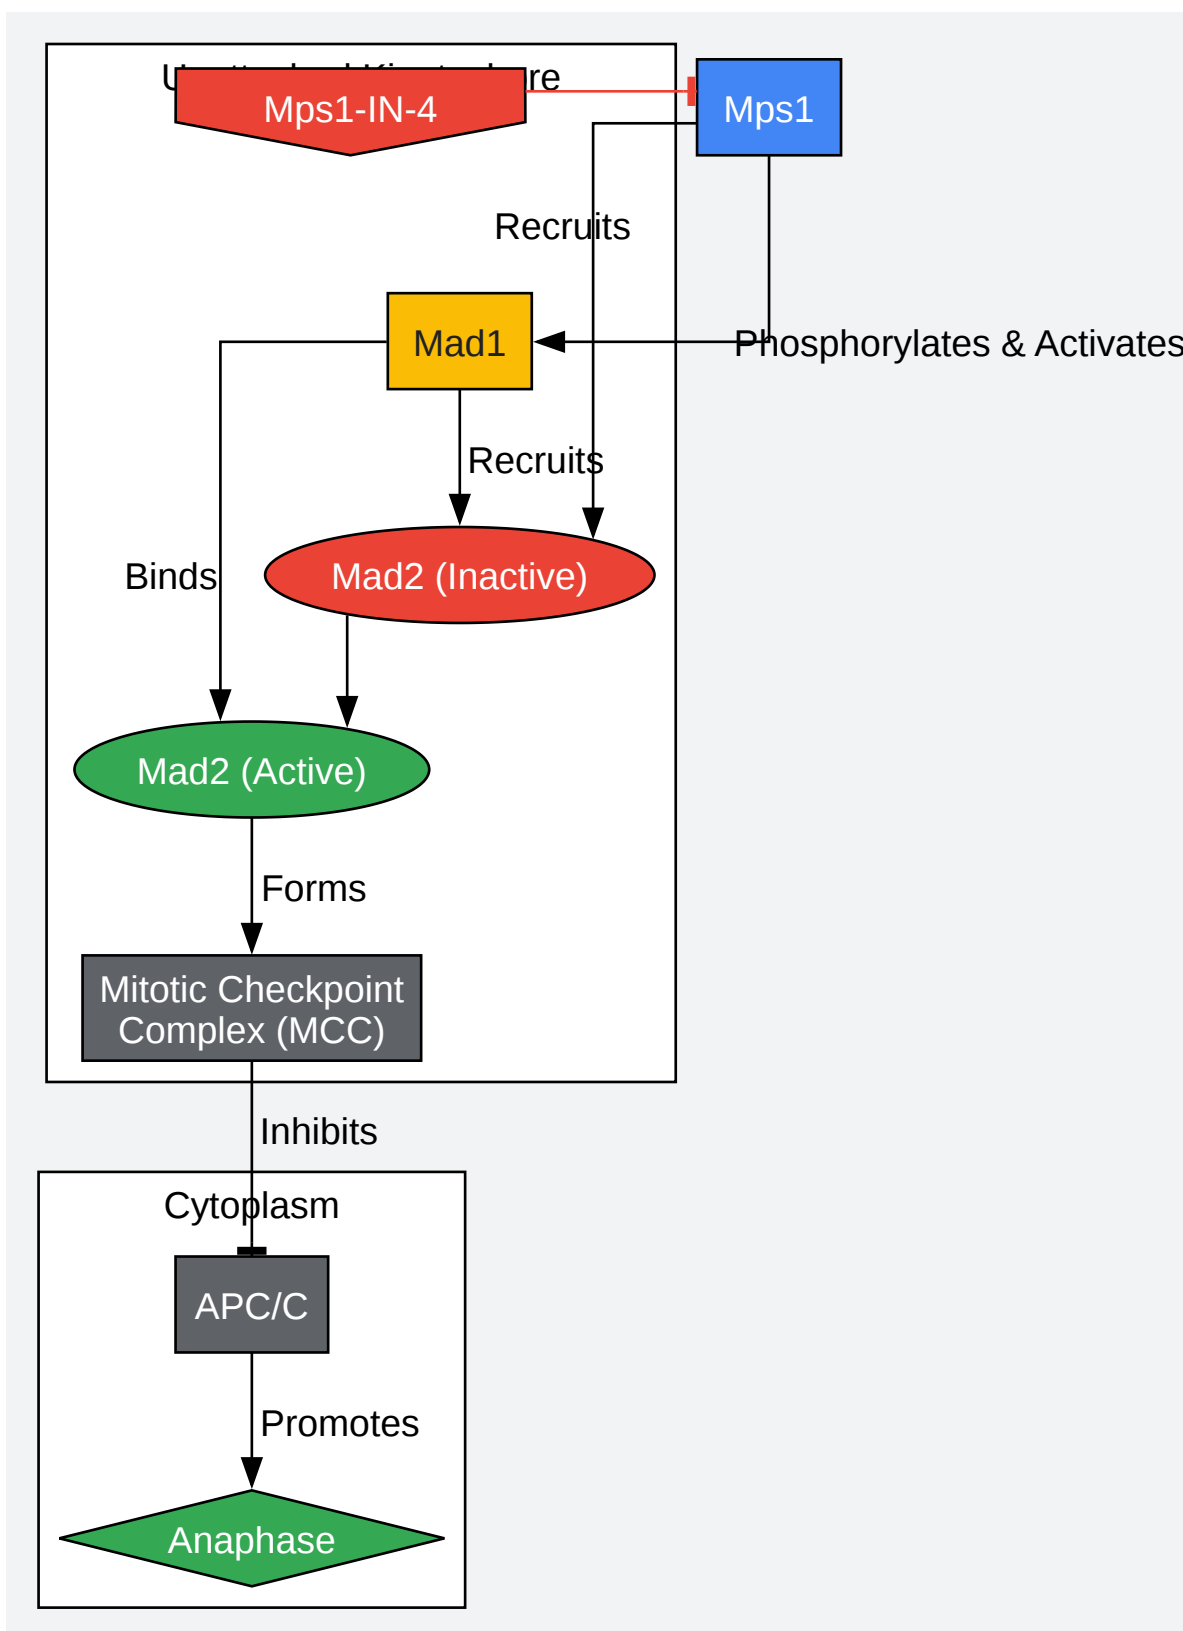 Mps1-IN-4
Mps1
Recruits
Mad1
Phosphorylates & Activates
Recruits
Binds
Mad2 (Inactive)
Mad2 (Active)
Forms
Mitotic Checkpoint
Complex (MCC)
Inhibits
Cytoplasm
APC/C
Promotes
Anaphase